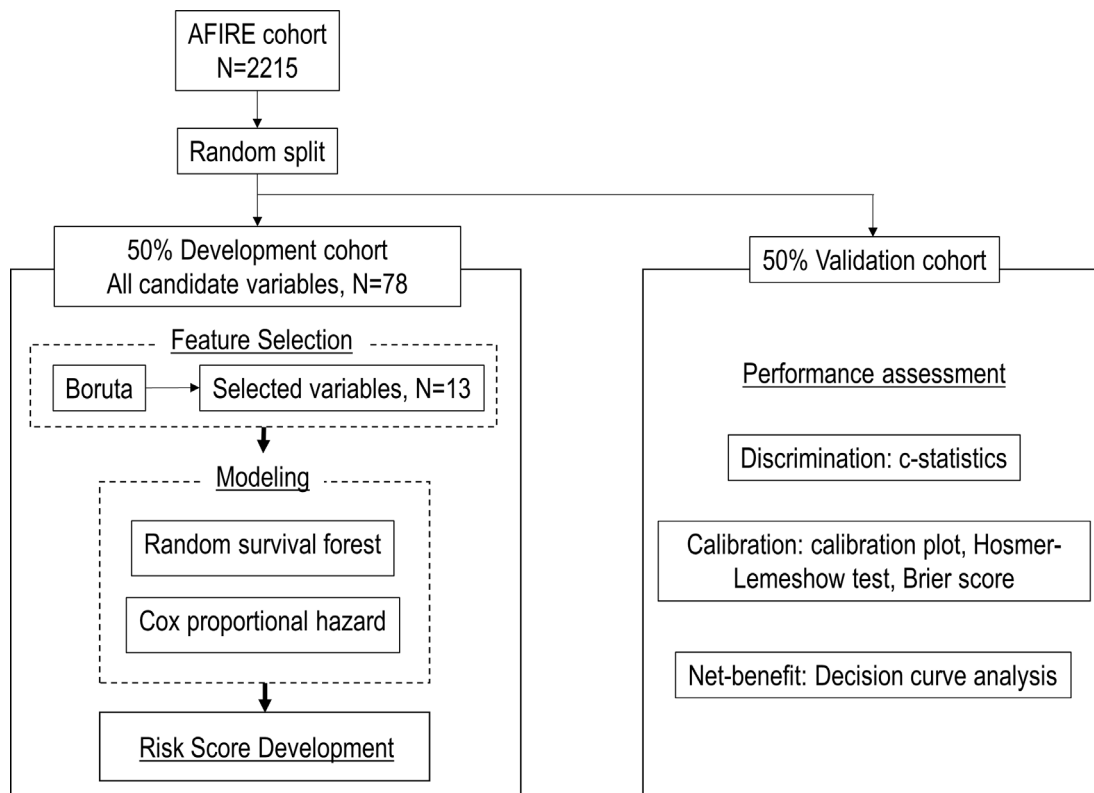 AFIRE cohort
N=2215
Random split
50% Development cohort
All candidate variables, N=78
Feature Selection
Boruta
Selected variables, N=13
Modeling
Random survival forest
Cox proportional hazard
Risk Score Development
50% Validation cohort
Performance assessment
Discrimination: c-statistics
Calibration: calibration plot, Hosmer-
Lemeshow test, Brier score
Net-benefit: Decision curve analysis